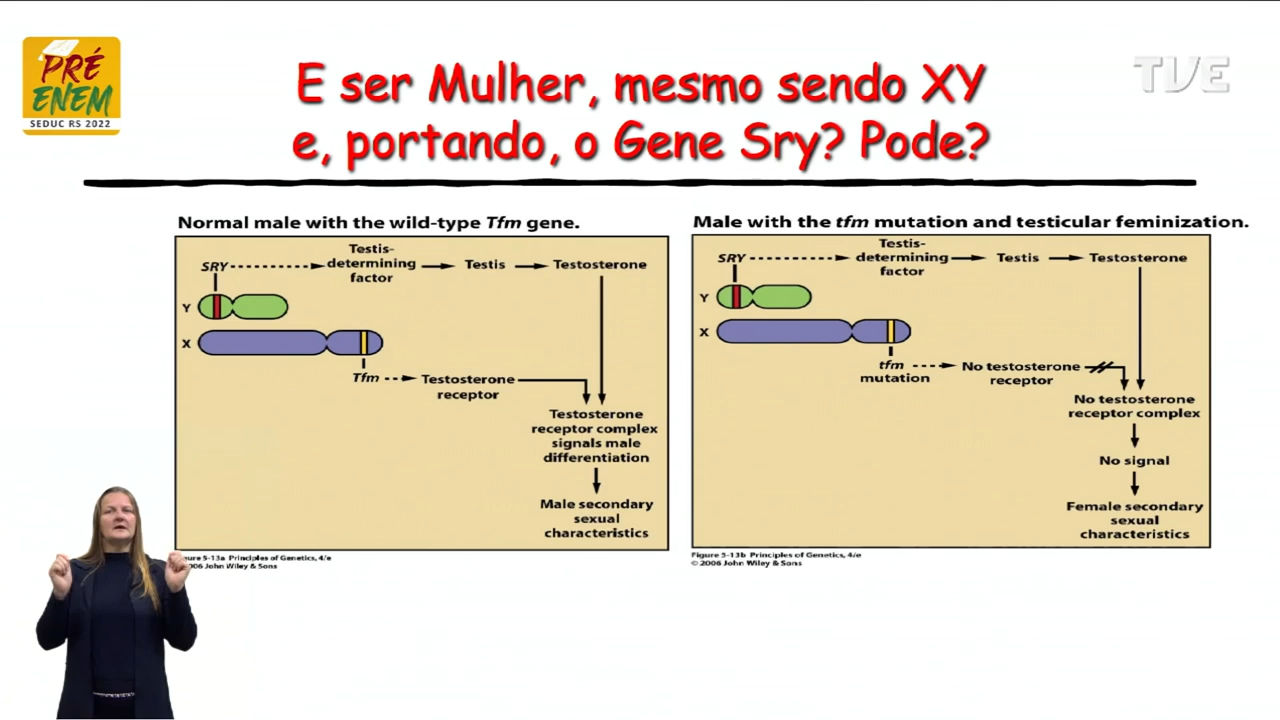 PRÉ
ENEM
SEDUC RS 2022
E ser Mulher, mesmo sendo XY
e, portando, o Gene Sry? Pode?
TVE
Normal male with the wild-type Tfm gene.
SRY
Testis-
determining
factor
Testis
Testosterone
Y
X
Tfm
Testosterone
receptor
Testosterone
receptor complex
signals male
differentiation
Male secondary
sexual
characteristics
ure 5-13a Principles of Genetics, 4/e
2006 John Wiley & Sons
Male with the tfm mutation and testicular feminization.
SRY
Testis-
determining
factor
Testis
Testosterone
Y
X
tfm
mutation
No testosterone
receptor
No testosterone
receptor complex
No signal
Female secondary
sexual
characteristics
Figure 5-13b Principles of Genetics, 4/e
© 2006 John Wiley & Sons